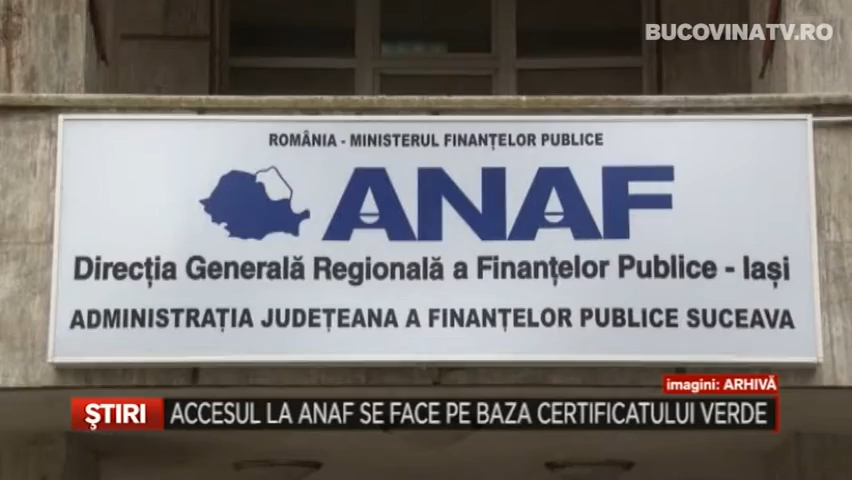 BUCOVINATV.RO
ROMÂNIA - MINISTERUL FINANȚELOR PUBLICE
ANAF
Direcția Generală Regională a Finanțelor Publice - Iași
ADMINISTRAȚIA JUDEȚEANA A FINANȚELOR PUBLICE SUCEAVA
imagini: ARHIVĂ
ŞTIRI ACCESUL LA ANAF SE FACE PE BAZA CERTIFICATULUI VERDE